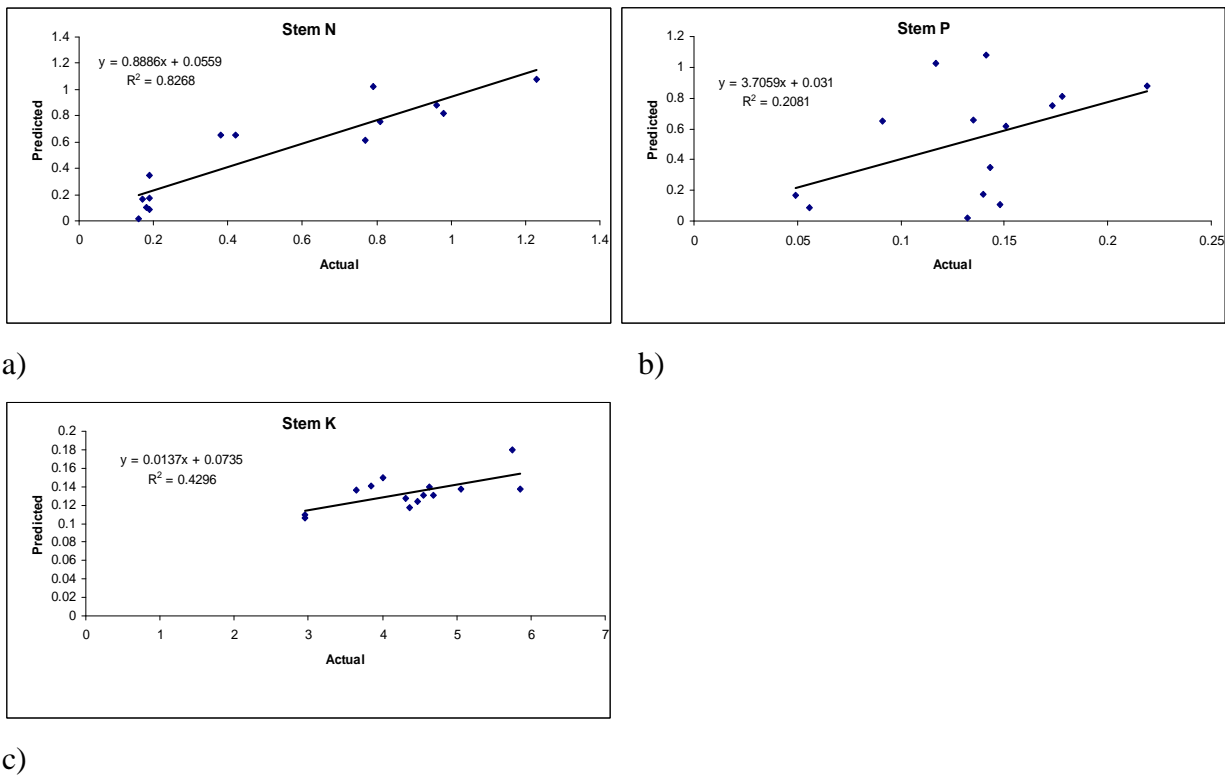 Stem N
y = 0.8886x + 0.0559
R² = 0.8268
1.4
1.2
1
0.8
0.6
0.4
0.2
0
0 0.2 0.4 0.6 0.8 1 1.2 1.4
Predicted
Actual
Stem P
y = 3.7059x + 0.031
R² = 0.2081
1.2
1
0.8
0.6
0.4
0.2
0
0 0.05 0.1 0.15 0.2 0.25
Predicted
Actual
a)
b)
Stem K
y = 0.0137x + 0.0735
R² = 0.4296
0.2
0.18
0.16
0.14
0.12
0.1
0.08
0.06
0.04
0.02
0
0 1 2 3 4 5 6 7
Predicted
Actual
c)